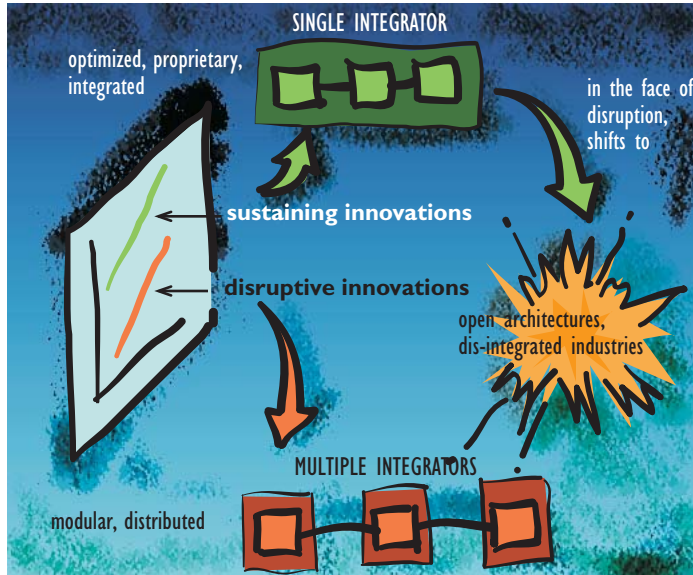 SINGLE INTEGRATOR
optimized, proprietary,
integrated
in the face of
disruption,
shifts to
sustaining innovations
disruptive innovations
open architectures,
dis-integrated industries
MULTIPLE INTEGRATORS
modular, distributed